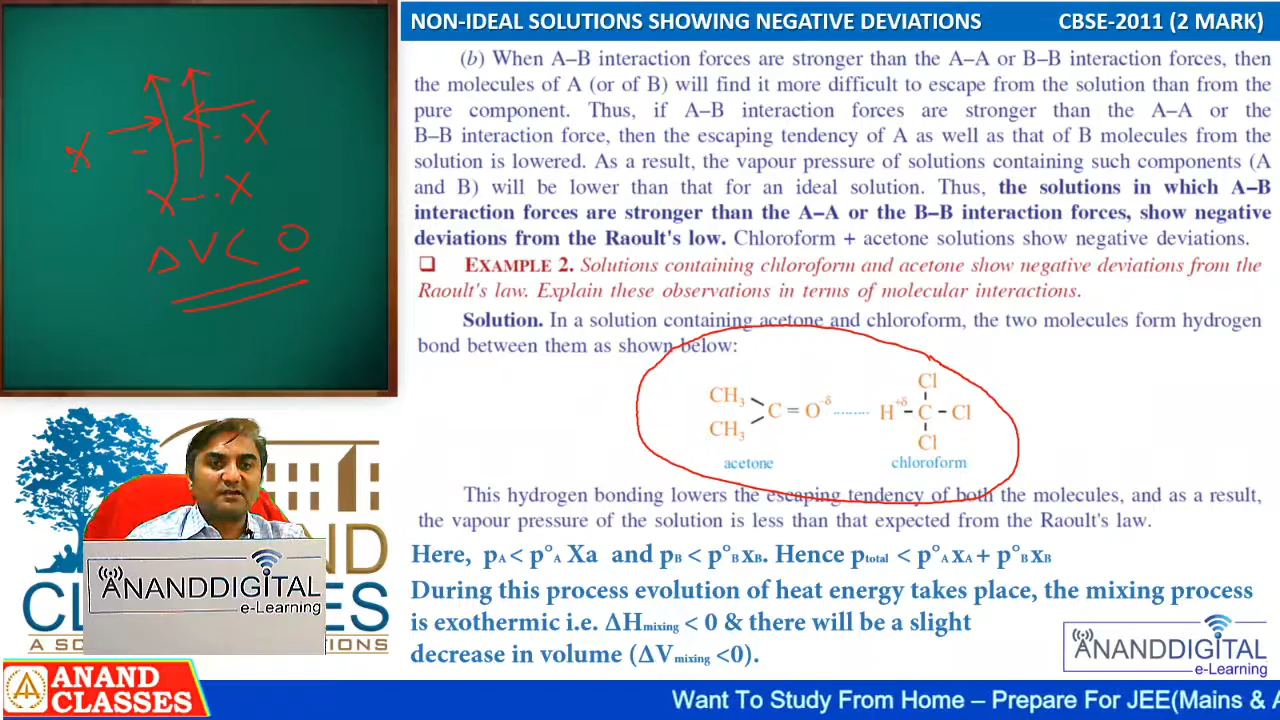 NON-IDEAL SOLUTIONS SHOWING NEGATIVE DEVIATIONS CBSE-2011 (2 MARK)
(b) When A–B interaction forces are stronger than the A–A or B–B interaction forces, then
the molecules of A (or of B) will find it more difficult to escape from the solution than from the
pure component. Thus, if A–B interaction forces are stronger than the A–A or the
B–B interaction force, then the escaping tendency of A as well as that of B molecules from the
solution is lowered. As a result, the vapour pressure of solutions containing such components (A
and B) will be lower than that for an ideal solution. Thus, the solutions in which A–B
interaction forces are stronger than the A–A or the B–B interaction forces, show negative
deviations from the Raoult's law. Chloroform + acetone solutions show negative deviations.
❑ EXAMPLE 2. Solutions containing chloroform and acetone show negative deviations from the
Raoult's law. Explain these observations in terms of molecular interactions.
Solution. In a solution containing acetone and chloroform, the two molecules form hydrogen
bond between them as shown below:
Cl
CH₃
C = O⁻ᵟ ......... H⁺ᵟ – C – Cl
CH₃
Cl
acetone chloroform
This hydrogen bonding lowers the escaping tendency of both the molecules, and as a result,
the vapour pressure of the solution is less than that expected from the Raoult's law.
Here, pA < p°A Xa and pB < p°B xB. Hence ptotal < p°A xA + p°B xB
During this process evolution of heat energy takes place, the mixing process
is exothermic i.e. ΔHmixing < 0 & there will be a slight
decrease in volume (ΔVmixing <0).
X X
X X
ΔV < 0
ANANDDIGITAL
e-Learning
ANANDDIGITAL
e-Learning
ANAND
CLASSES
Want To Study From Home – Prepare For JEE(Mains & A